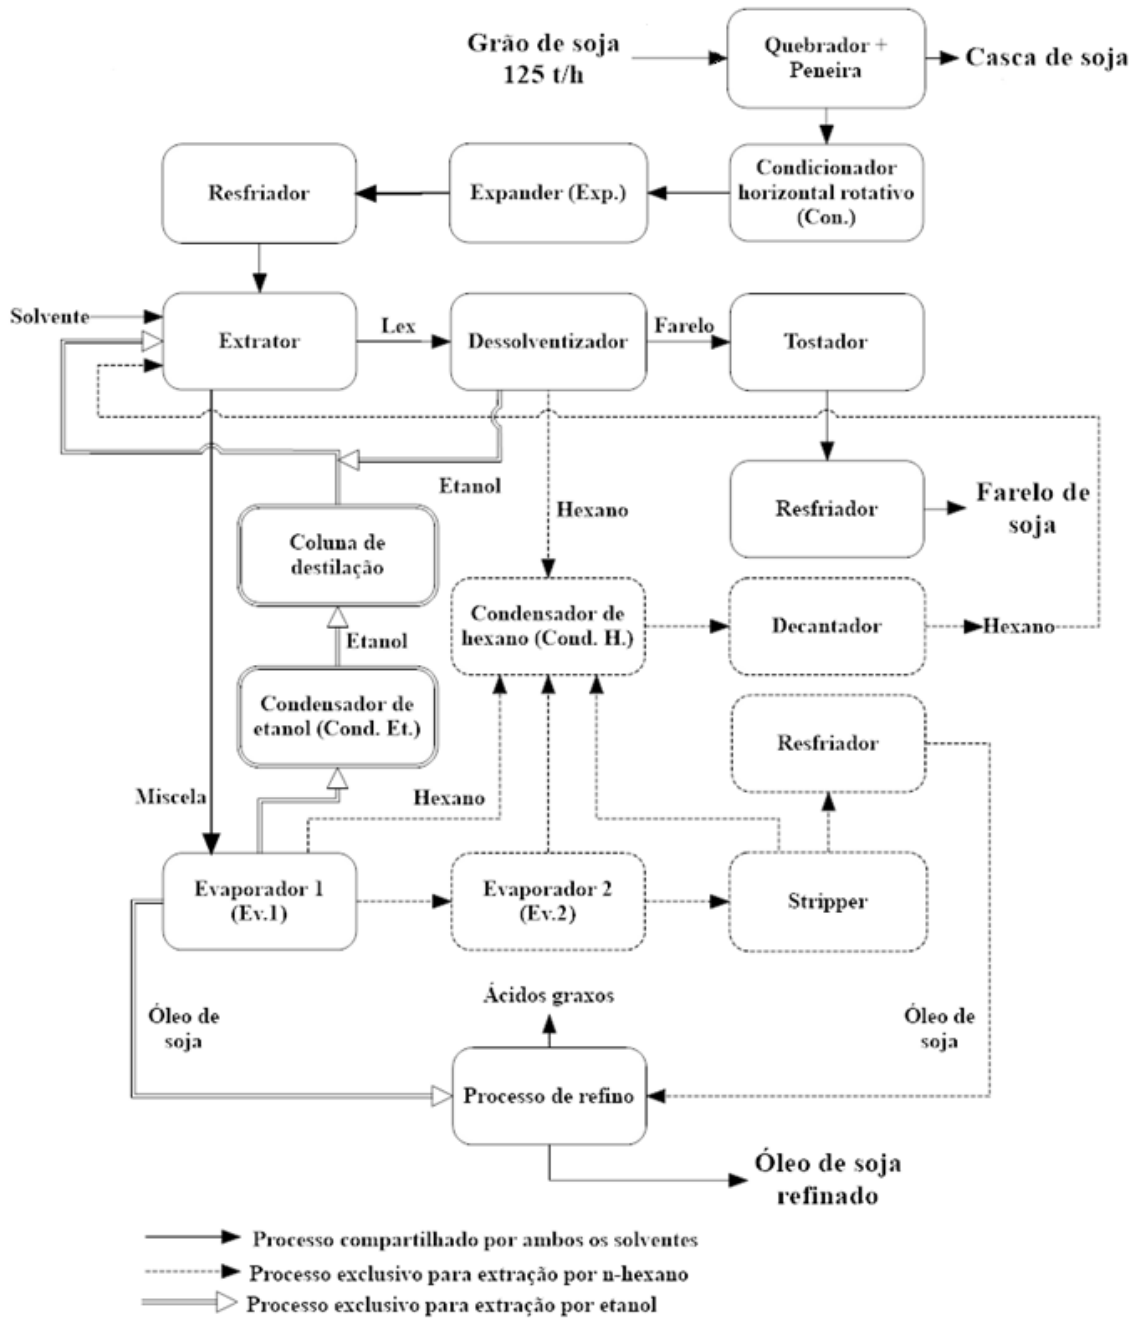 Grão de soja
125 t/h
Quebrador +
Peneira
Casca de soja
Resfriador
Expander (Exp.)
Condicionador
horizontal rotativo
(Con.)
Solvente
Extrator
Lex
Dessolventizador
Farelo
Tostador
Etanol
Hexano
Resfriador
Farelo de
soja
Coluna de
destilação
Condensador de
hexano (Cond. H.)
Decantador
Hexano
Etanol
Condensador de
etanol (Cond. Et.)
Resfriador
Miscela
Hexano
Evaporador 1
(Ev.1)
Evaporador 2
(Ev.2)
Stripper
Óleo de
soja
Ácidos graxos
Óleo de
soja
Processo de refino
Óleo de soja
refinado
Processo compartilhado por ambos os solventes
Processo exclusivo para extração por n-hexano
Processo exclusivo para extração por etanol